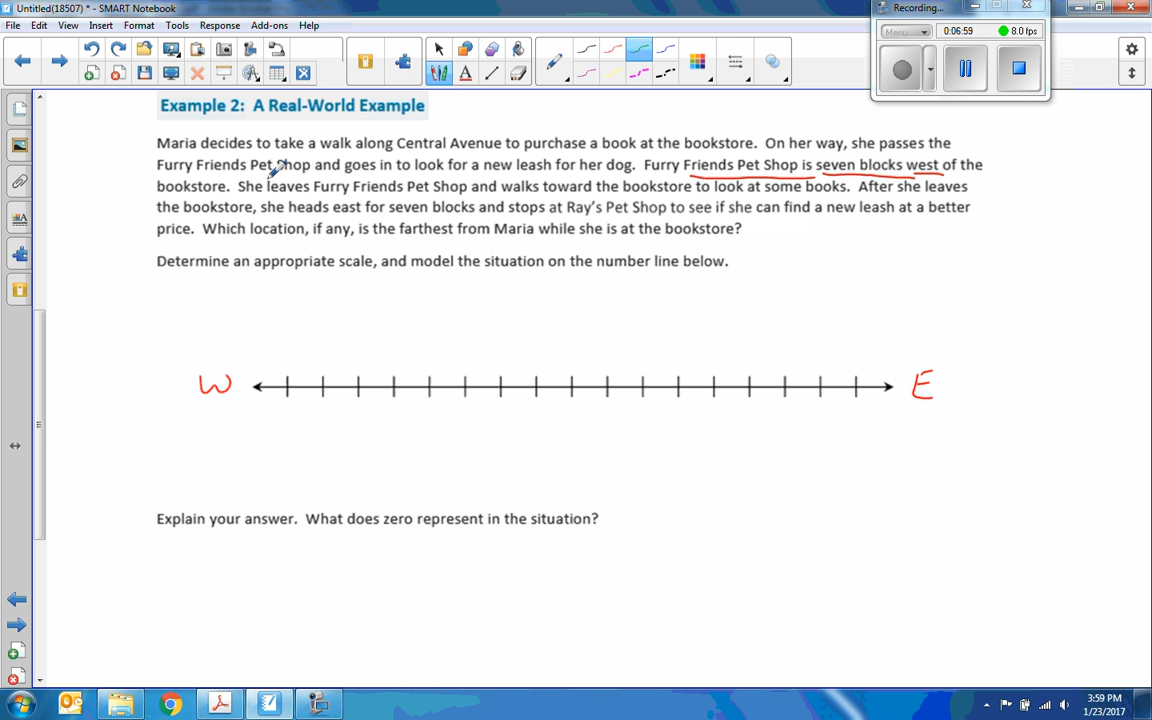 Untitled(18507) * - SMART Notebook
File Edit View Insert Format Tools Response Add-ons Help
Recording...
Menu 0:06:59 8.0 fps
Example 2: A Real-World Example
Maria decides to take a walk along Central Avenue to purchase a book at the bookstore. On her way, she passes the
Furry Friends Pet Shop and goes in to look for a new leash for her dog. Furry Friends Pet Shop is seven blocks west of the
bookstore. She leaves Furry Friends Pet Shop and walks toward the bookstore to look at some books. After she leaves
the bookstore, she heads east for seven blocks and stops at Ray's Pet Shop to see if she can find a new leash at a better
price. Which location, if any, is the farthest from Maria while she is at the bookstore?
Determine an appropriate scale, and model the situation on the number line below.
W E
Explain your answer. What does zero represent in the situation?
3:59 PM
1/23/2017